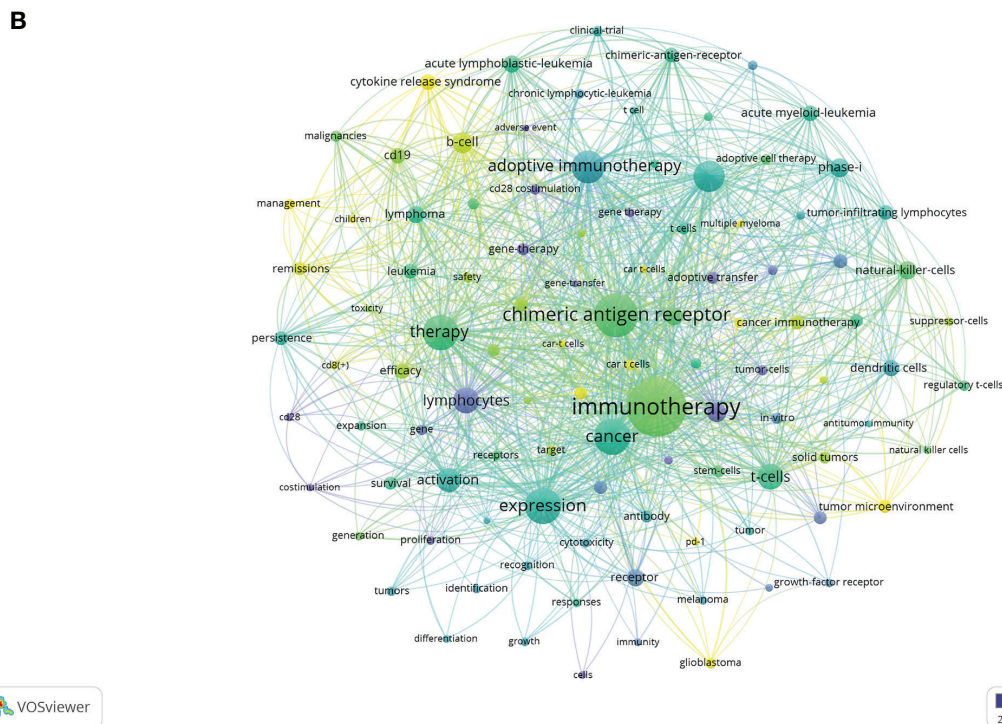 B
clinical-trial
chimeric-antigen-receptor
acute lymphoblastic-leukemia
cytokine release syndrome
chronic lymphocytic-leukemia
t cell
acute myeloid-leukemia
adverse event
malignancies
b-cell
cd19
adoptive immunotherapy
adoptive cell therapy
phase-i
cd28 costimulation
management
children
lymphoma
gene therapy
multiple myeloma
tumor-infiltrating lymphocytes
t cells
gene-therapy
remissions
leukemia
safety
car t-cells
adoptive transfer
natural-killer-cells
gene-transfer
toxicity
chimeric antigen receptor
cancer immunotherapy
suppressor-cells
persistence
therapy
car-t cells
cd8(+)
efficacy
car t cells
tumor-cells
dendritic cells
regulatory t-cells
lymphocytes
immunotherapy
cd28
expansion
gene
in-vitro
antitumor immunity
cancer
receptors
target
solid tumors
natural killer cells
stem-cells
costimulation
survival
activation
t-cells
expression
tumor microenvironment
antibody
generation
proliferation
cytotoxicity
pd-1
tumor
recognition
receptor
growth-factor receptor
tumors
identification
responses
melanoma
differentiation
growth
immunity
glioblastoma
cells
VOSviewer
2